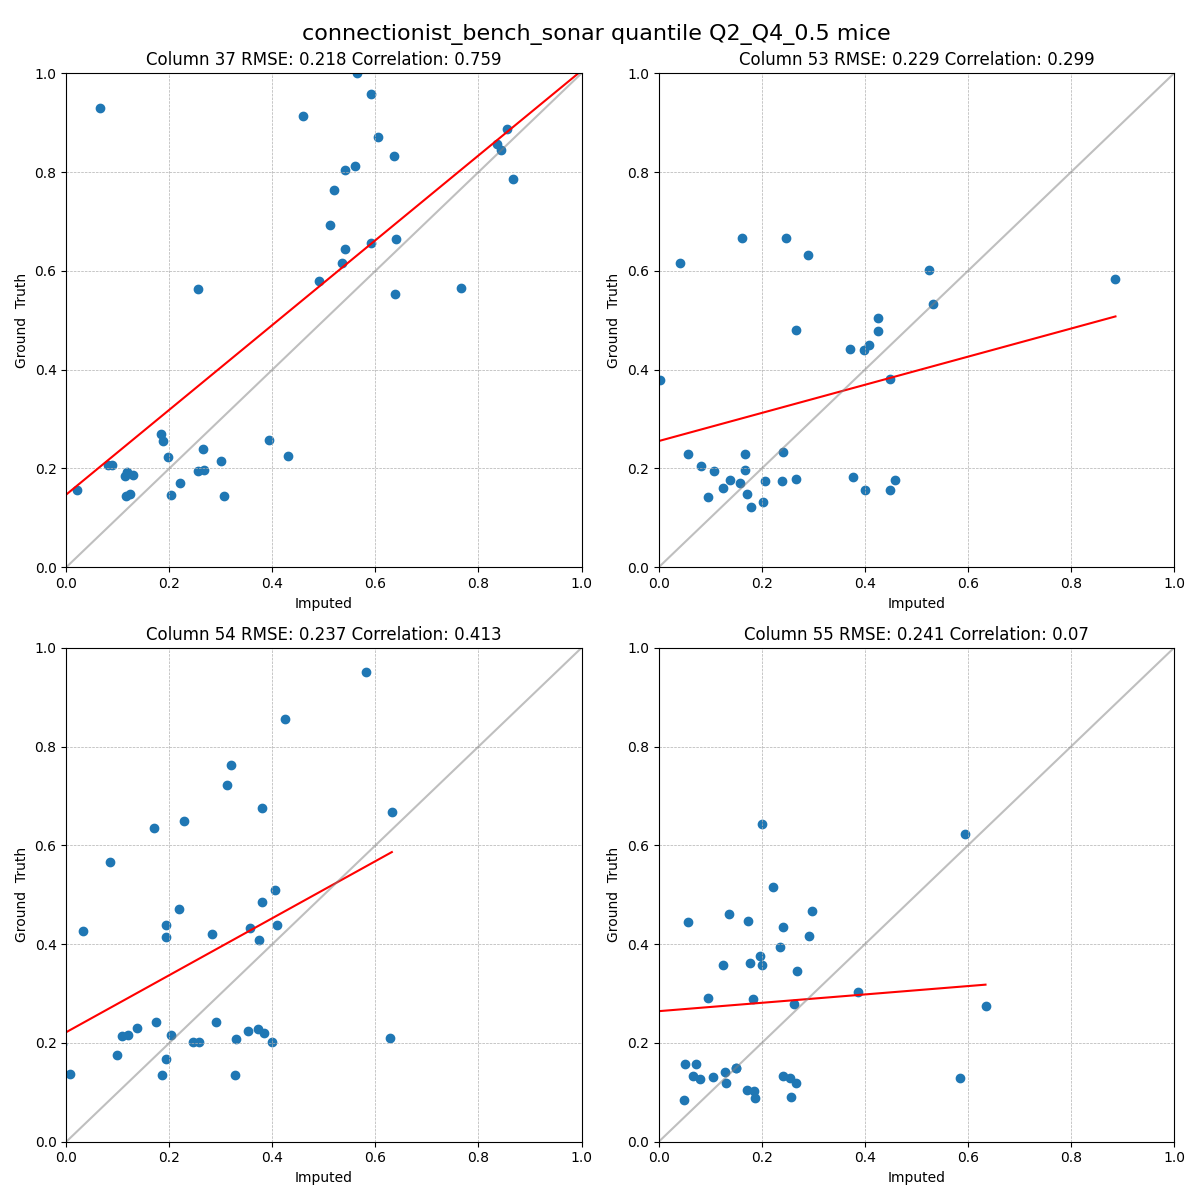 connectionist_bench_sonar quantile Q2_Q4_0.5 mice
Column 37 RMSE: 0.218 Correlation: 0.759
1.0
0.8
0.6
0.4
0.2
0.0
Ground Truth
0.0 0.2 0.4 0.6 0.8 1.0
Imputed
Column 53 RMSE: 0.229 Correlation: 0.299
1.0
0.8
0.6
0.4
0.2
0.0
Ground Truth
0.0 0.2 0.4 0.6 0.8 1.0
Imputed
Column 54 RMSE: 0.237 Correlation: 0.413
1.0
0.8
0.6
0.4
0.2
0.0
Ground Truth
0.0 0.2 0.4 0.6 0.8 1.0
Imputed
Column 55 RMSE: 0.241 Correlation: 0.07
1.0
0.8
0.6
0.4
0.2
0.0
Ground Truth
0.0 0.2 0.4 0.6 0.8 1.0
Imputed